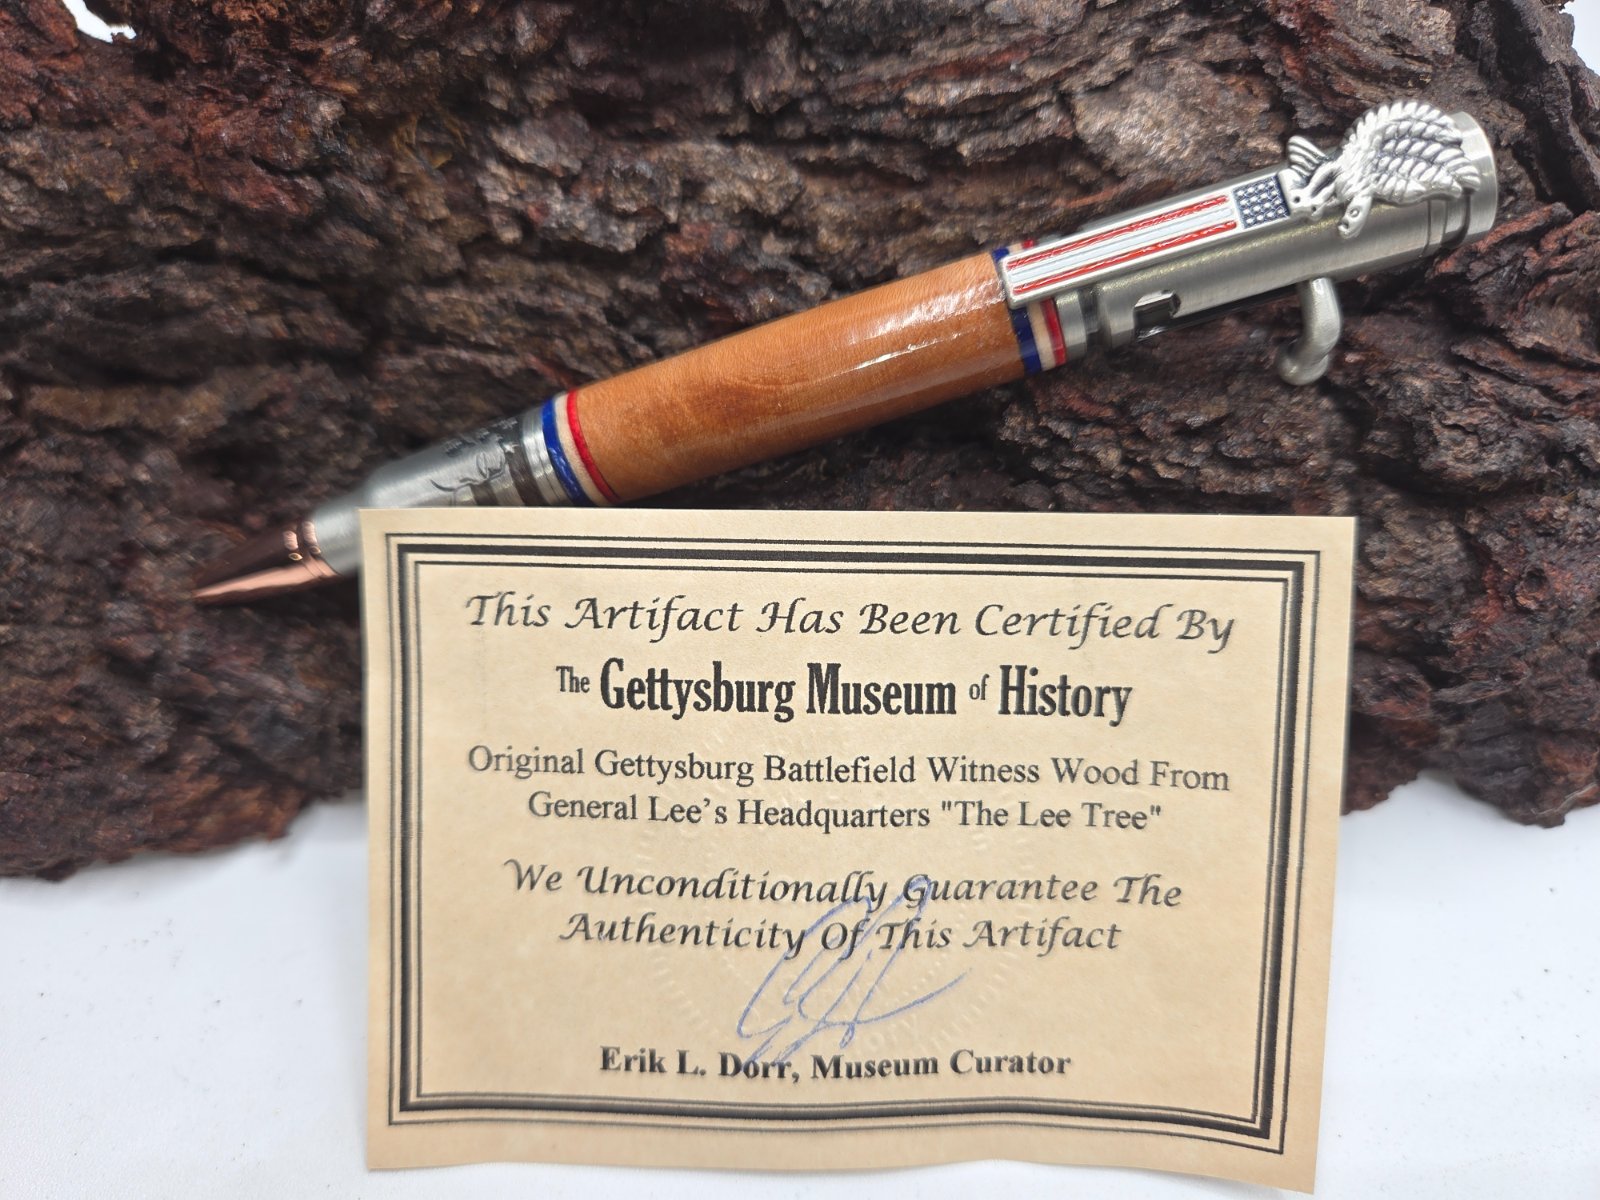 This Artifact Has Been Certified By
The Gettysburg Museum of History
Original Gettysburg Battlefield Witness Wood From
General Lee’s Headquarters "The Lee Tree"
We Unconditionally Guarantee The
Authenticity Of This Artifact
Erik L. Dorr, Museum Curator